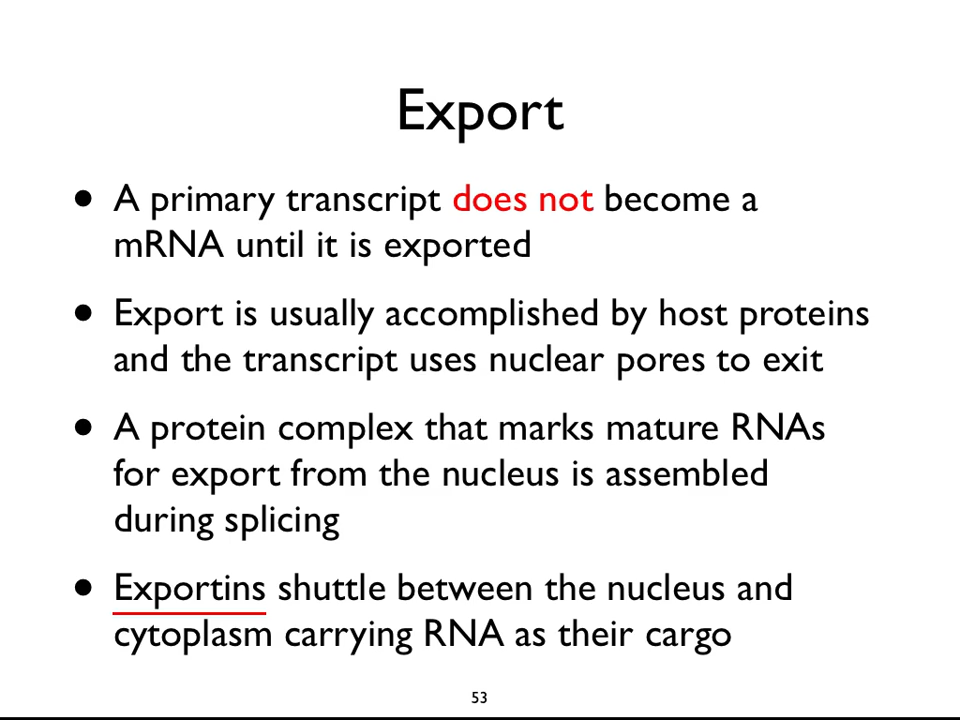 Export
• A primary transcript does not become a
mRNA until it is exported
• Export is usually accomplished by host proteins
and the transcript uses nuclear pores to exit
• A protein complex that marks mature RNAs
for export from the nucleus is assembled
during splicing
• Exportins shuttle between the nucleus and
cytoplasm carrying RNA as their cargo
53